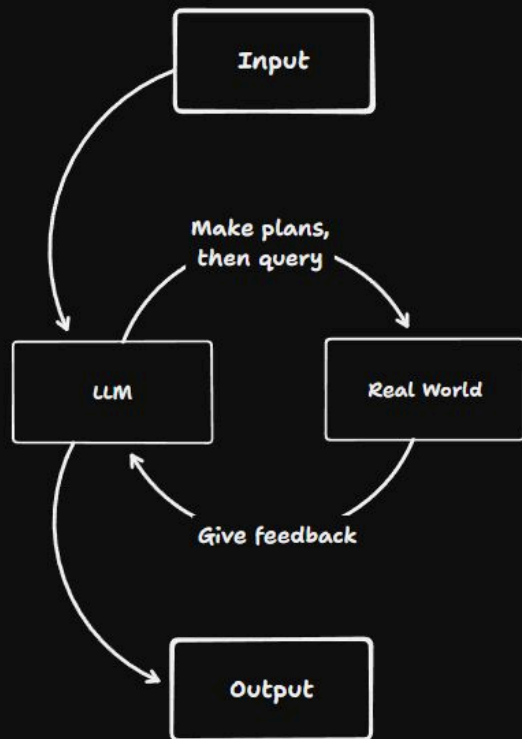 Input
Make plans,
then query
LLM
Real World
Give feedback
Output